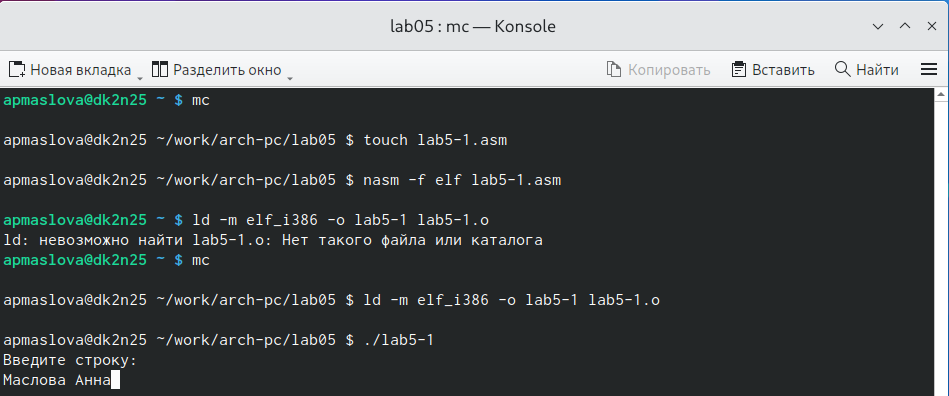 lab05 : mc — Konsole
Новая вкладка Разделить окно Копировать Вставить Найти
apmaslova@dk2n25 ~ $ mc
apmaslova@dk2n25 ~/work/arch-pc/lab05 $ touch lab5-1.asm
apmaslova@dk2n25 ~/work/arch-pc/lab05 $ nasm -f elf lab5-1.asm
apmaslova@dk2n25 ~ $ ld -m elf_i386 -o lab5-1 lab5-1.o
ld: невозможно найти lab5-1.o: Нет такого файла или каталога
apmaslova@dk2n25 ~ $ mc
apmaslova@dk2n25 ~/work/arch-pc/lab05 $ ld -m elf_i386 -o lab5-1 lab5-1.o
apmaslova@dk2n25 ~/work/arch-pc/lab05 $ ./lab5-1
Введите строку:
Маслова Анна